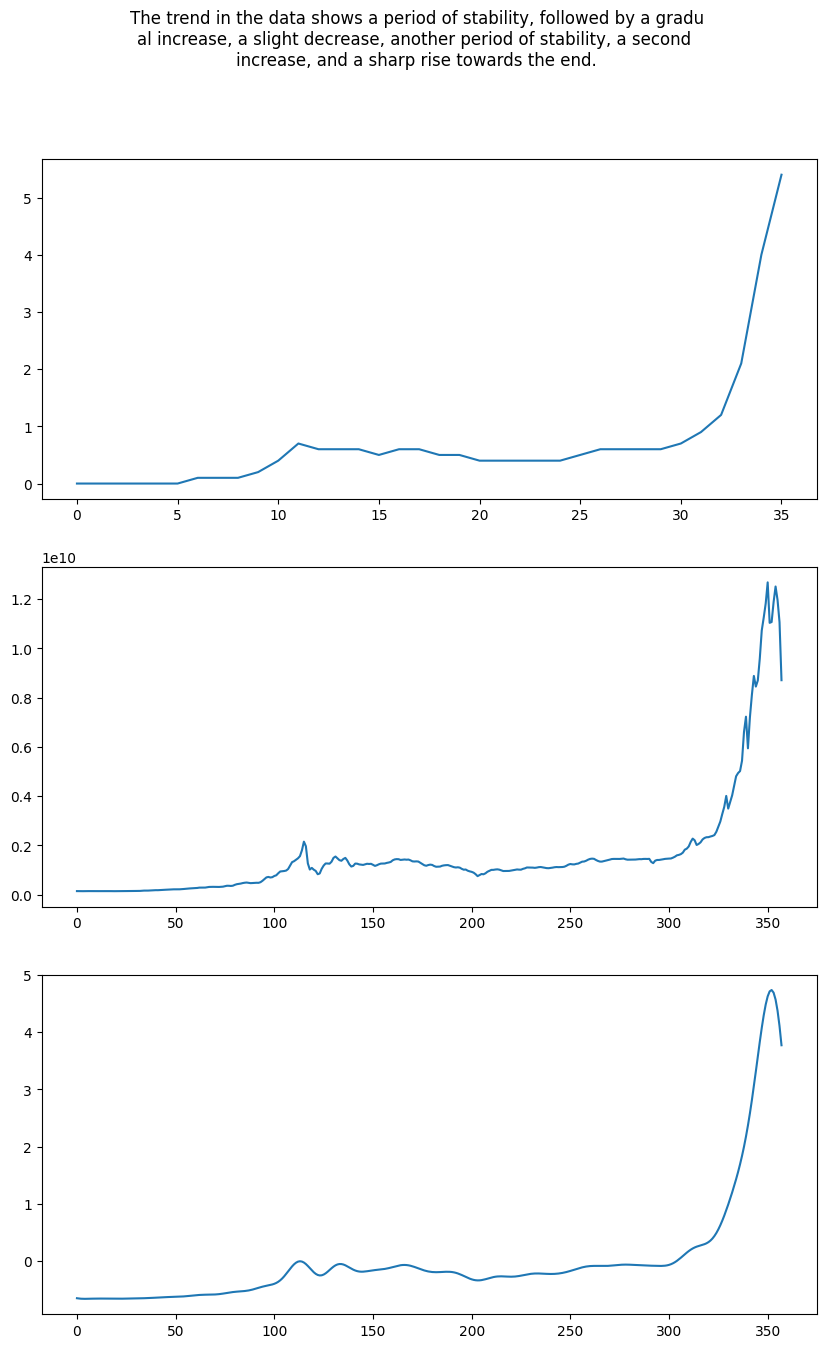 The trend in the data shows a period of stability, followed by a gradu
al increase, a slight decrease, another period of stability, a second
increase, and a sharp rise towards the end.
5
4
3
2
1
0
0 5 10 15 20 25 30 35
1e10
1.2
1.0
0.8
0.6
0.4
0.2
0.0
0 50 100 150 200 250 300 350
5
4
3
2
1
0
0 50 100 150 200 250 300 350